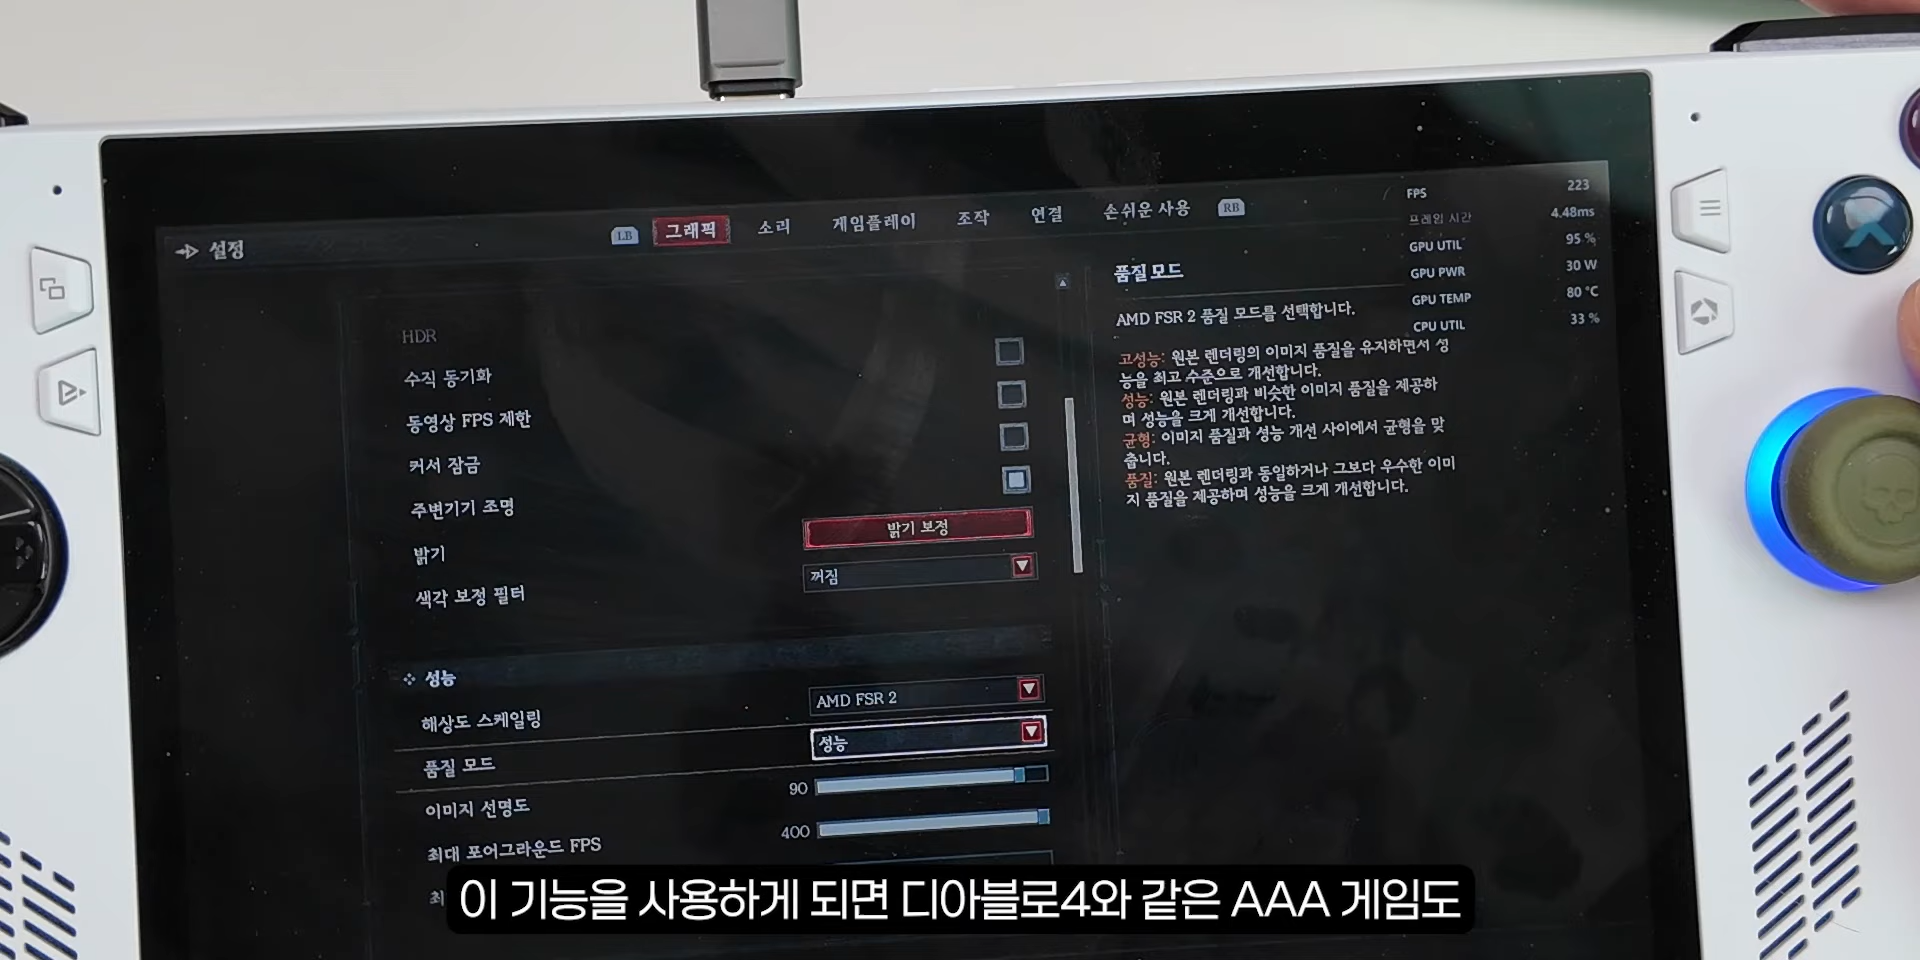 설정
LB
그래픽
소리
게임플레이
조작
연결
손쉬운 사용
RB
FPS 223
프레임 시간 4.48ms
GPU UTIL 95 %
GPU PWR 30 W
GPU TEMP 80 °C
CPU UTIL 33 %
HDR
수직 동기화
동영상 FPS 제한
커서 잠금
주변기기 조명
밝기
밝기 보정
색각 보정 필터
꺼짐
성능
해상도 스케일링
AMD FSR 2
품질 모드
성능
이미지 선명도
90
최대 포어그라운드 FPS
400
최
품질 모드
AMD FSR 2 품질 모드를 선택합니다.
고성능: 원본 렌더링의 이미지 품질을 유지하면서 성
능을 최고 수준으로 개선합니다.
성능: 원본 렌더링과 비슷한 이미지 품질을 제공하
며 성능을 크게 개선합니다.
균형: 이미지 품질과 성능 개선 사이에서 균형을 맞
춥니다.
품질: 원본 렌더링과 동일하거나 그보다 우수한 이미
지 품질을 제공하며 성능을 크게 개선합니다.
X
이 기능을 사용하게 되면 디아블로4와 같은 AAA 게임도